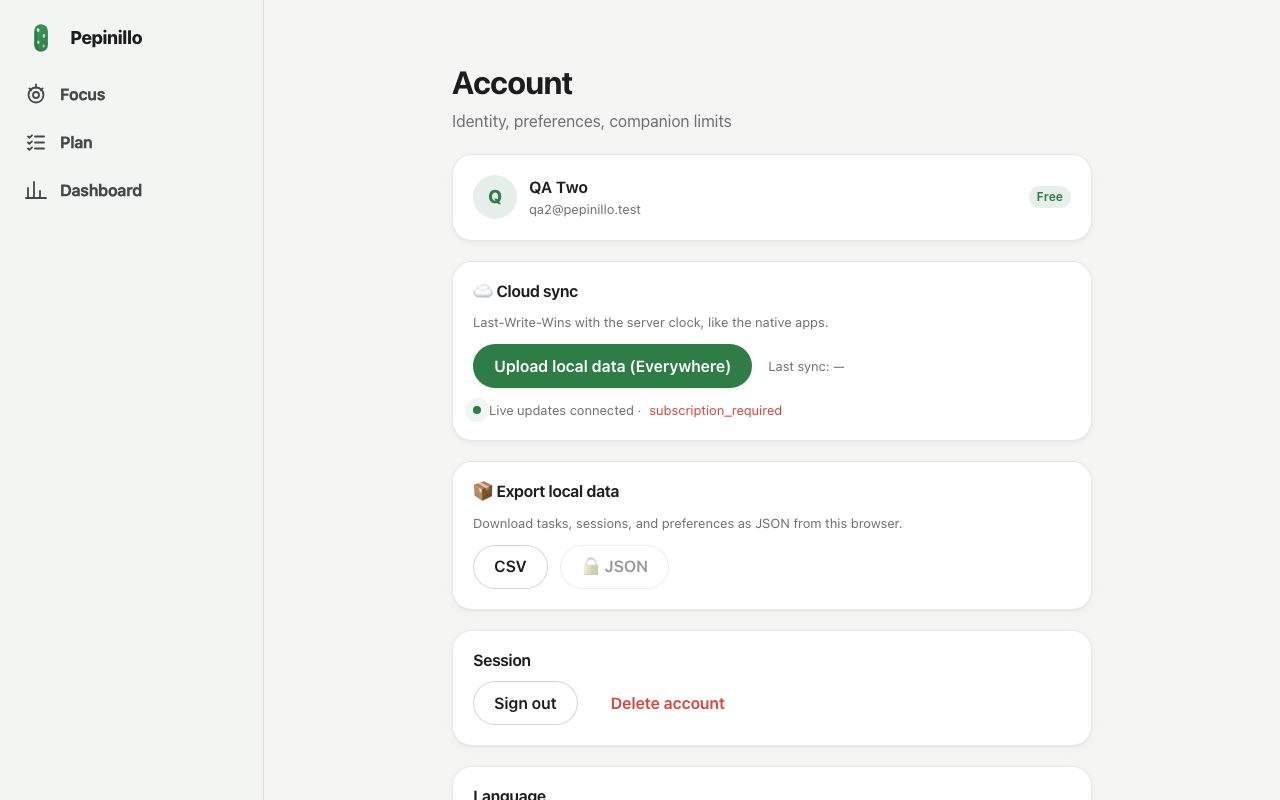 Pepinillo
Focus
Plan
Dashboard
Account
Identity, preferences, companion limits
Q
QA Two
qa2@pepinillo.test
Free
☁️ Cloud sync
Last-Write-Wins with the server clock, like the native apps.
Upload local data (Everywhere)
Last sync: —
Live updates connected · subscription_required
📦 Export local data
Download tasks, sessions, and preferences as JSON from this browser.
CSV
🔒 JSON
Session
Sign out
Delete account
Language